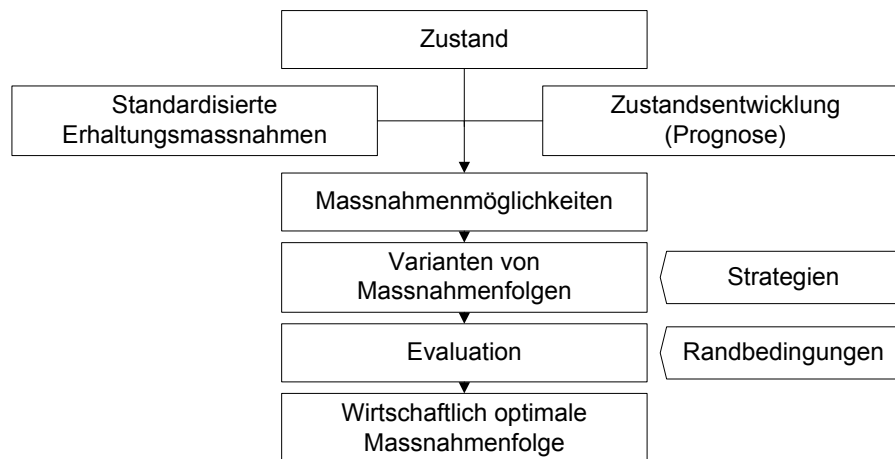 Zustand
Standardisierte
Erhaltungsmassnahmen
Zustandsentwicklung
(Prognose)
Massnahmenmöglichkeiten
Varianten von
Massnahmenfolgen
Strategien
Evaluation
Randbedingungen
Wirtschaftlich optimale
Massnahmenfolge